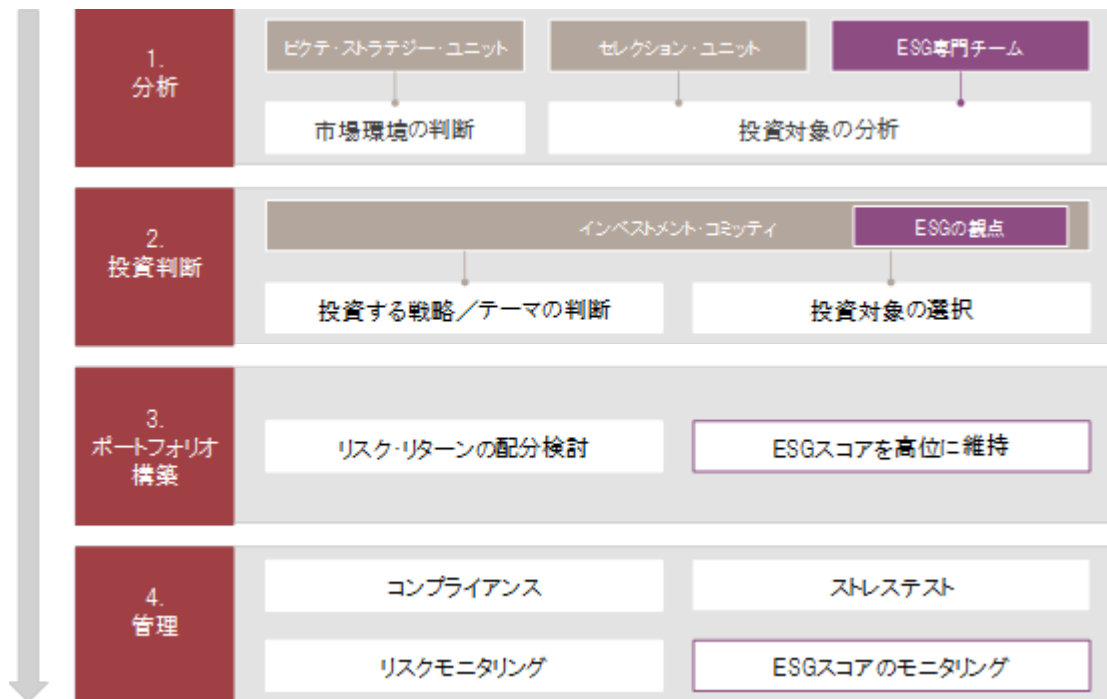 1.
分析
ピクテ・ストラテジー・ユニット
セレクション・ユニット
ESG専門チーム
市場環境の判断
投資対象の分析
2.
投資判断
インベストメント・コミッティ
ESGの観点
投資する戦略／テーマの判断
投資対象の選択
3.
ポートフォリオ
構築
リスク・リターンの配分検討
ESGスコアを高位に維持
4.
管理
コンプライアンス
ストレステスト
リスクモニタリング
ESGスコアのモニタリング